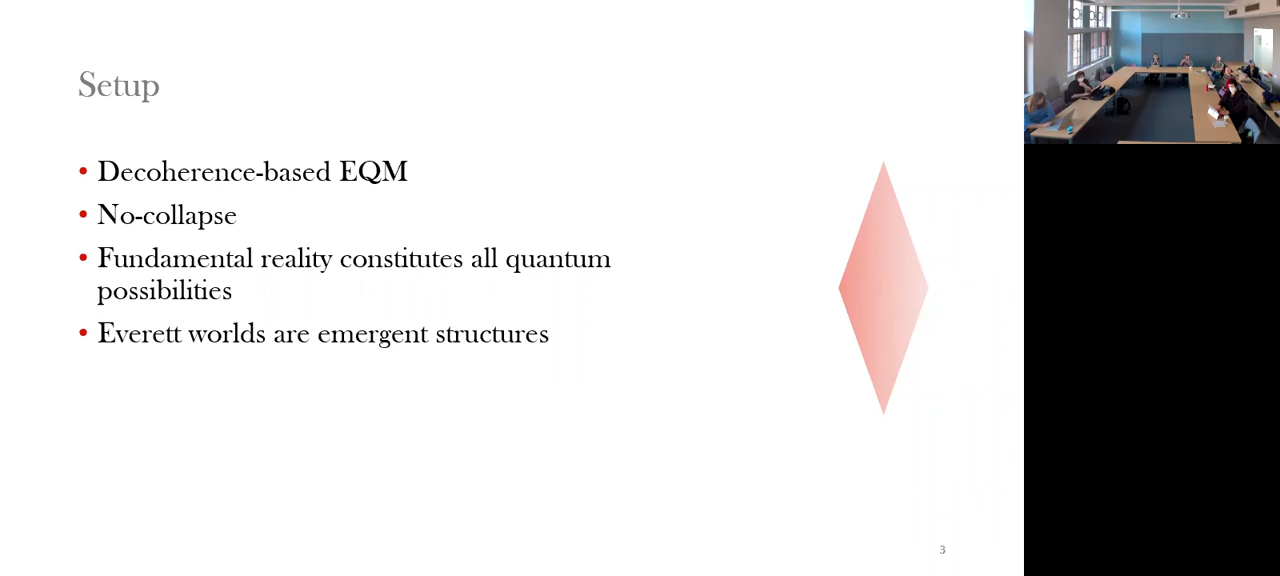 Setup
• Decoherence-based EQM
• No-collapse
• Fundamental reality constitutes all quantum
possibilities
• Everett worlds are emergent structures
3